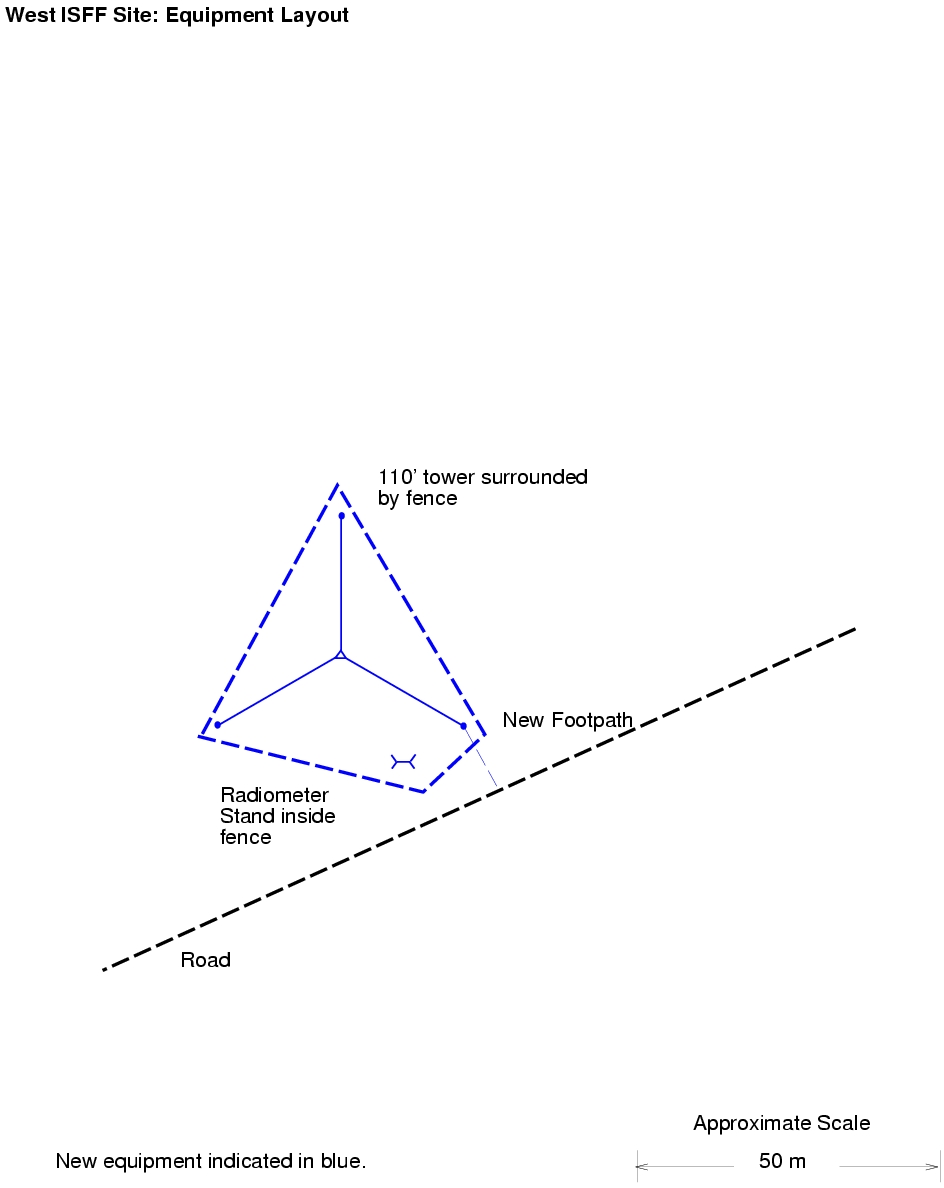 West ISFF Site: Equipment Layout
110’ tower surrounded
by fence
New Footpath
Radiometer
Stand inside
fence
Road
Approximate Scale
50 m
New equipment indicated in blue.